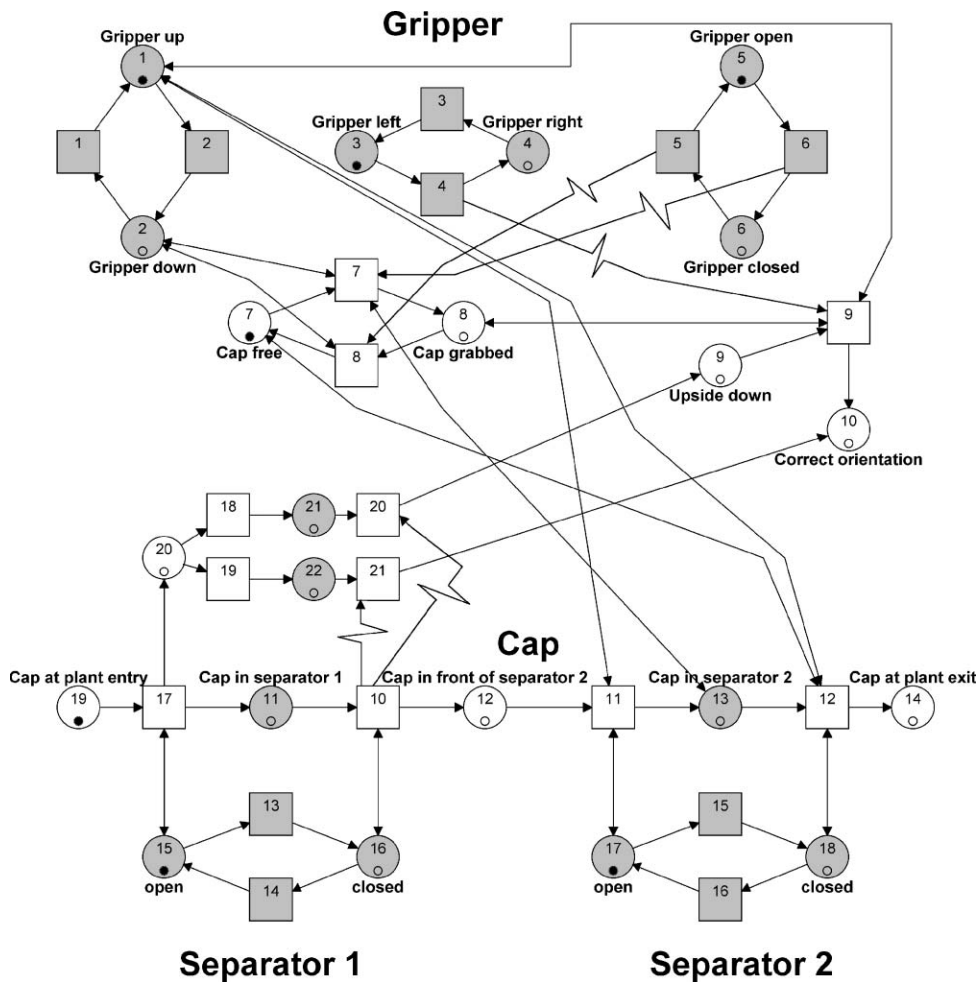 Gripper
Gripper up
Gripper open
1
5
3
Gripper left
Gripper right
1
2
3
4
5
6
4
2
6
Gripper down
Gripper closed
7
9
7
8
8
Cap free
Cap grabbed
9
Upside down
10
Correct orientation
18
21
20
20
19
22
21
Cap
Cap at plant entry
Cap in separator 1
Cap in front of separator 2
Cap in separator 2
Cap at plant exit
19
17
11
10
12
11
13
12
14
13
15
15
16
17
18
open
14
closed
open
16
closed
Separator 1
Separator 2